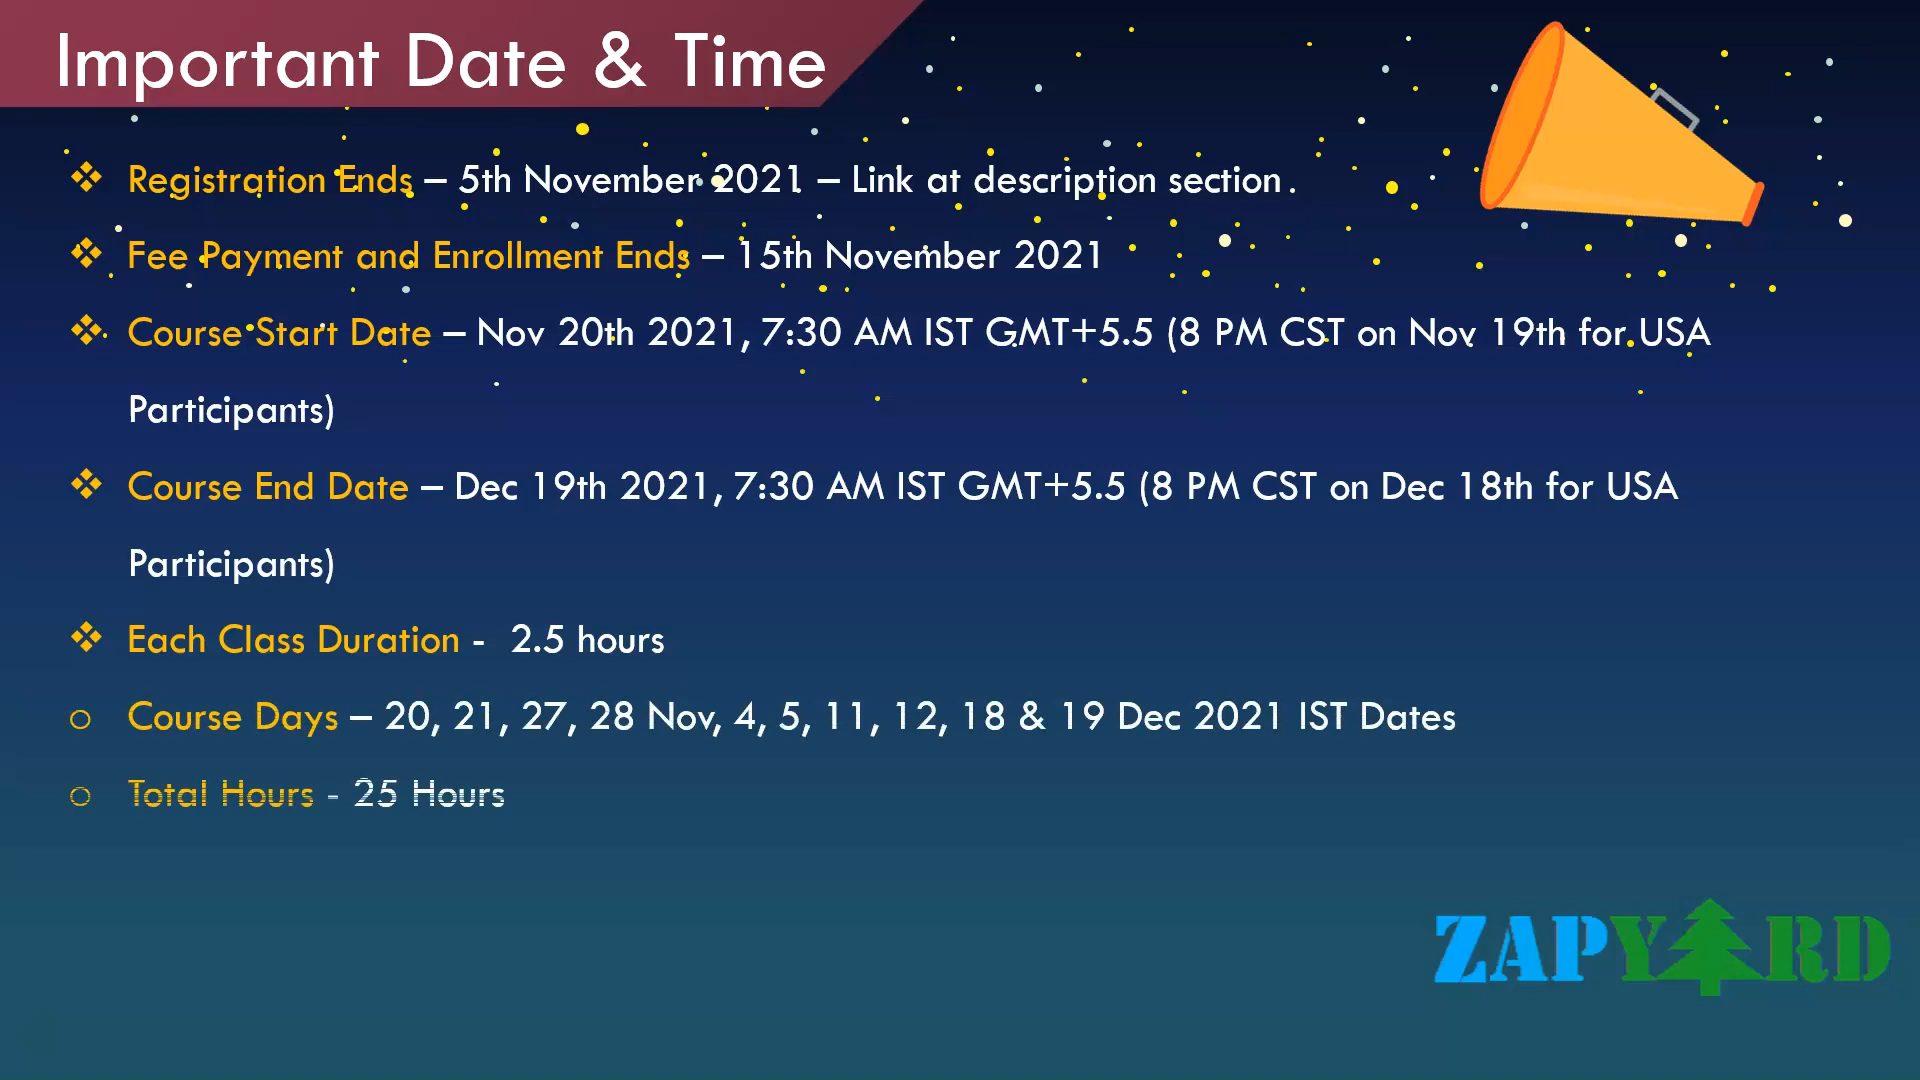 Important Date & Time
❖ Registration Ends – 5th November 2021 – Link at description section.
❖ Fee Payment and Enrollment Ends – 15th November 2021
❖ Course Start Date – Nov 20th 2021, 7:30 AM IST GMT+5.5 (8 PM CST on Nov 19th for USA
Participants)
❖ Course End Date – Dec 19th 2021, 7:30 AM IST GMT+5.5 (8 PM CST on Dec 18th for USA
Participants)
❖ Each Class Duration - 2.5 hours
o Course Days – 20, 21, 27, 28 Nov, 4, 5, 11, 12, 18 & 19 Dec 2021 IST Dates
o Total Hours - 25 Hours
ZAPYARD